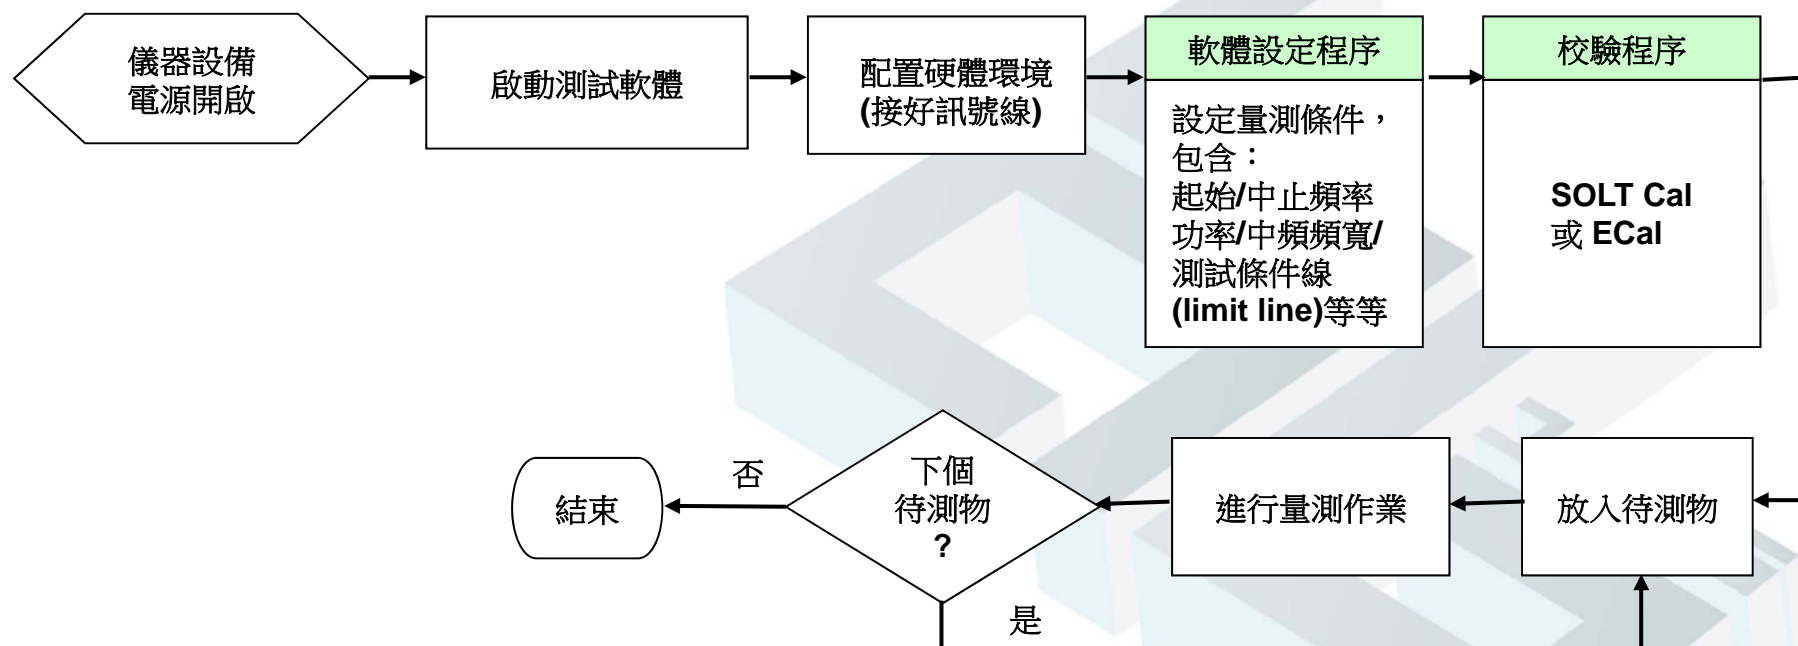 儀器設備
電源開啟
啟動測試軟體
配置硬體環境
(接好訊號線)
軟體設定程序
設定量測條件，
包含：
起始/中止頻率
功率/中頻頻寬/
測試條件線
(limit line)等等
校驗程序
SOLT Cal
或 ECal
放入待測物
進行量測作業
下個
待測物
?
否
結束
是